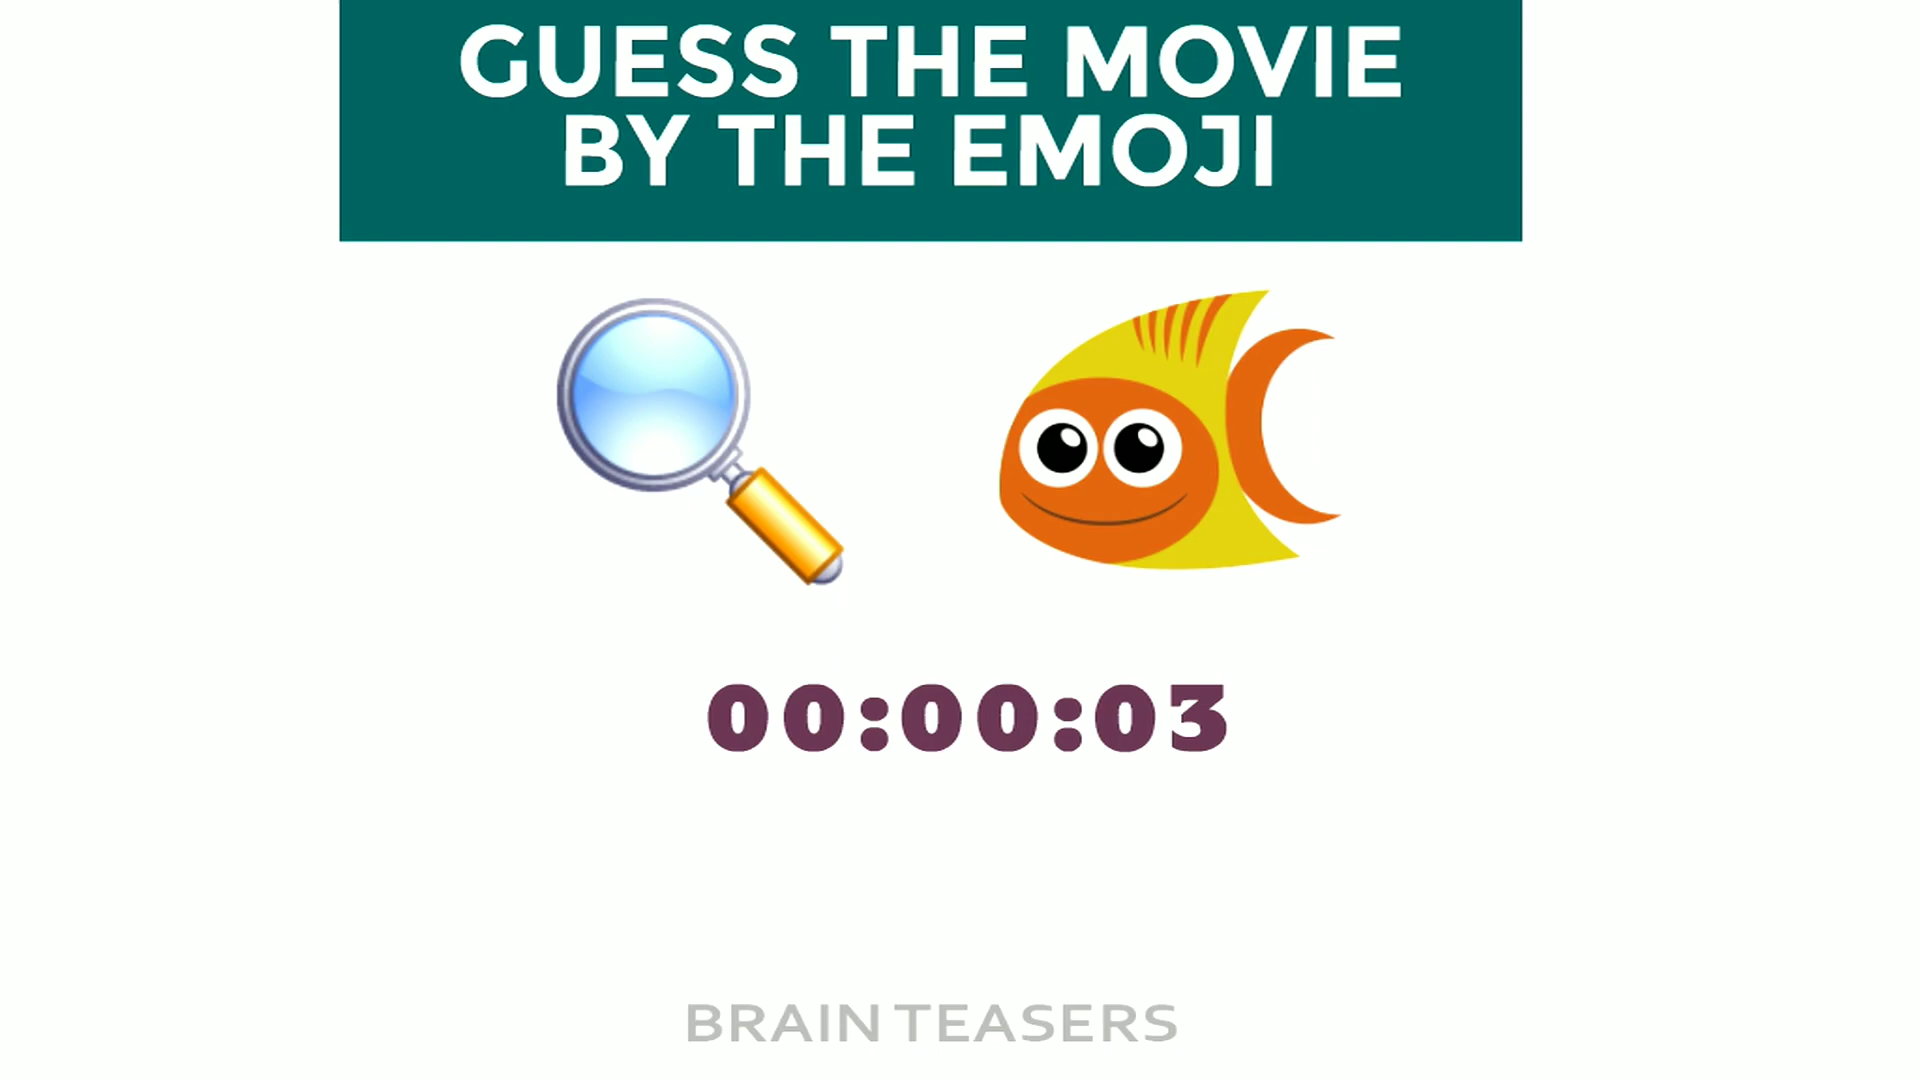 GUESS THE MOVIE
BY THE EMOJI
00:00:03
BRAIN TEASERS